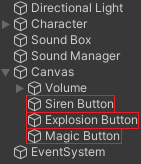 Directional Light
Character
Sound Box
Sound Manager
Canvas
Volume
Siren Button
Explosion Button
Magic Button
EventSystem